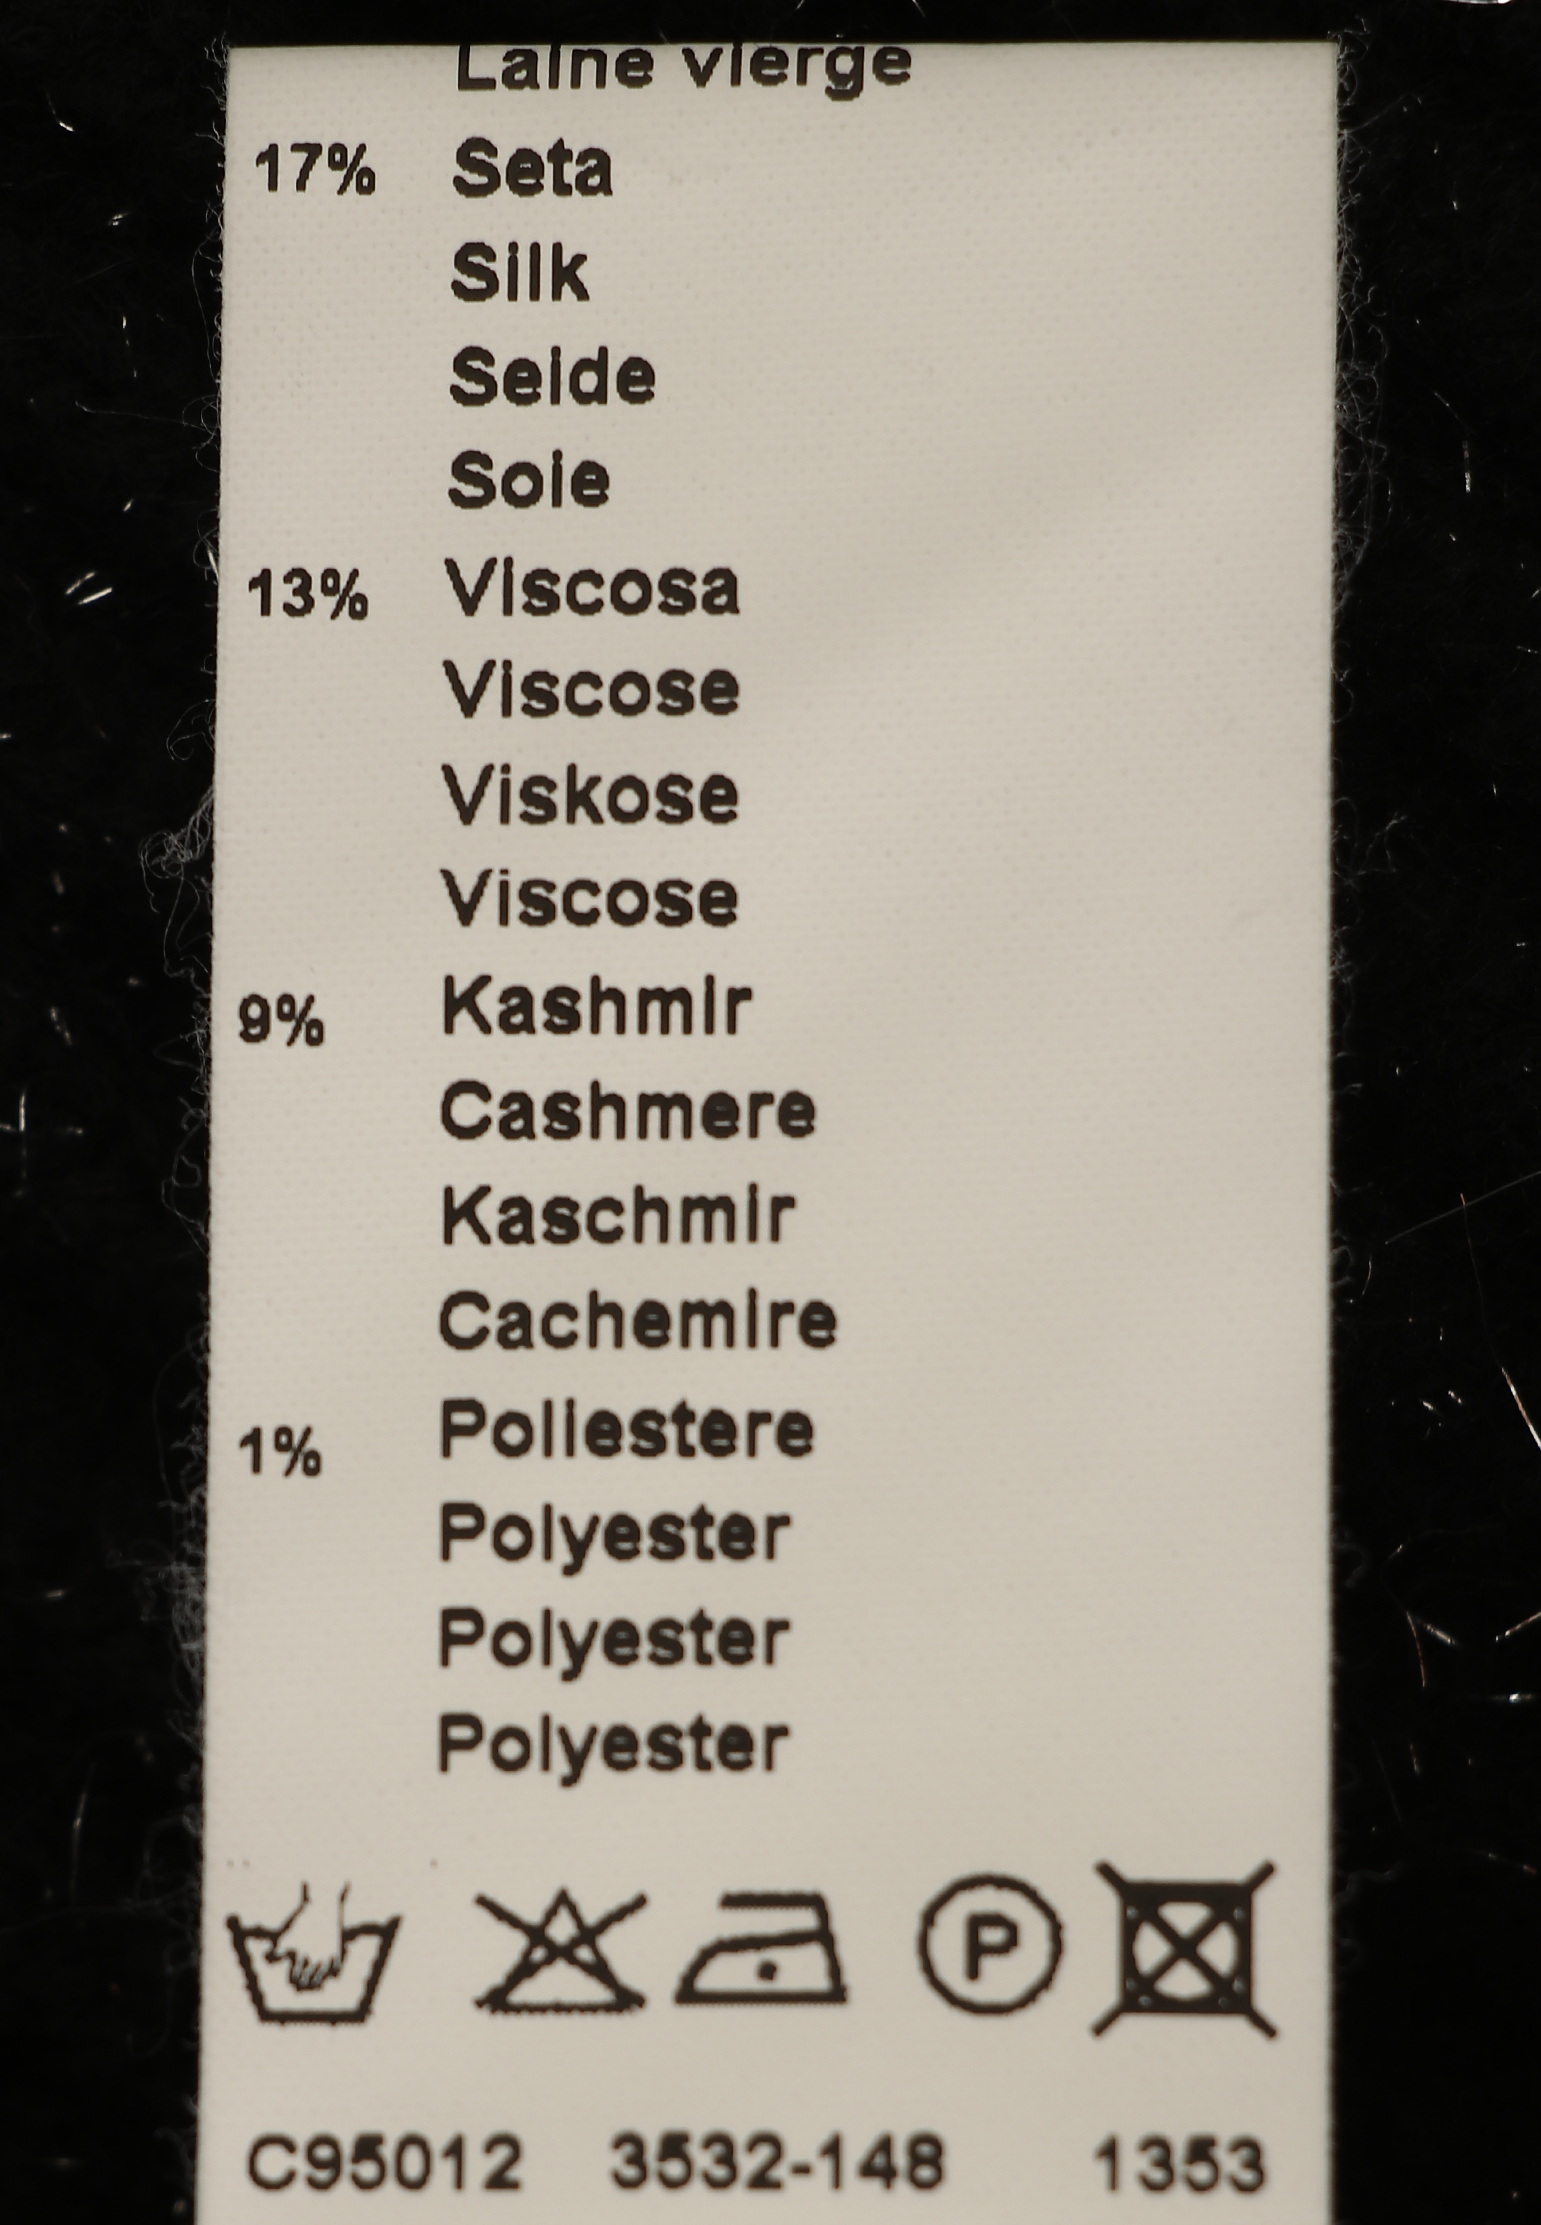 Laine vierge
17% Seta
Silk
Seide
Soie
13% Viscosa
Viscose
Viskose
Viscose
9% Kashmir
Cashmere
Kaschmir
Cachemire
1% Poliestere
Polyester
Polyester
Polyester
P
C95012 3532-148 1353